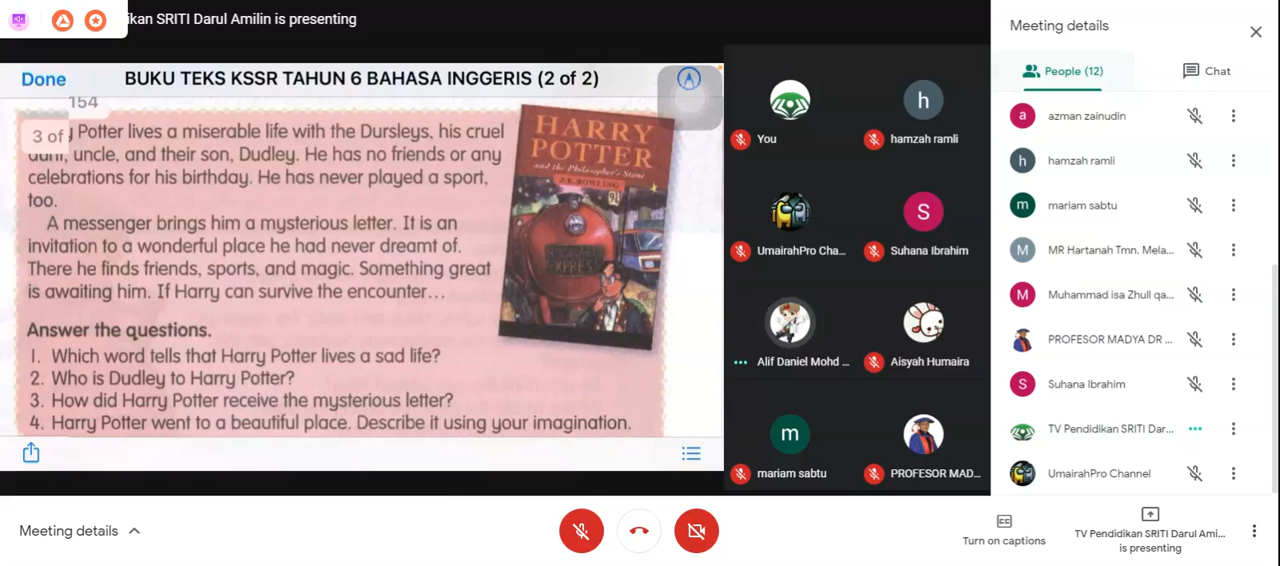 ikan SRITI Darul Amilin is presenting
Done
BUKU TEKS KSSR TAHUN 6 BAHASA INGGERIS (2 of 2)
154
3 of
y Potter lives a miserable life with the Dursleys, his cruel
aunt, uncle, and their son, Dudley. He has no friends or any
celebrations for his birthday. He has never played a sport,
too.
A messenger brings him a mysterious letter. It is an
invitation to a wonderful place he had never dreamt of.
There he finds friends, sports, and magic. Something great
is awaiting him. If Harry can survive the encounter...
Answer the questions.
1. Which word tells that Harry Potter lives a sad life?
2. Who is Dudley to Harry Potter?
3. How did Harry Potter receive the mysterious letter?
4. Harry Potter went to a beautiful place. Describe it using your imagination.
HARRY
POTTER
and the Philosopher's Stone
J.K. ROWLING
You
h
hamzah ramli
UmairahPro Cha...
S
Suhana Ibrahim
Alif Daniel Mohd ...
Aisyah Humaira
m
mariam sabtu
PROFESOR MAD...
Meeting details
People (12)
Chat
a
azman zainudin
h
hamzah ramli
m
mariam sabtu
M
MR Hartanah Tmn. Mela...
M
Muhammad isa Zhull qa...
PROFESOR MADYA DR ...
S
Suhana Ibrahim
TV Pendidikan SRITI Dar...
UmairahPro Channel
Meeting details
Turn on captions
TV Pendidikan SRITI Darul Ami...
is presenting